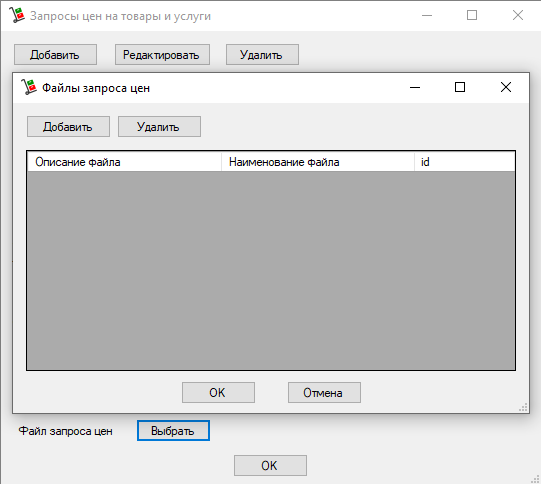 Запросы цен на товары и услуги
Добавить Редактировать Удалить
Файлы запроса цен
Добавить Удалить
Описание файла Наименование файла id
OK Отмена
Файл запроса цен Выбрать
OK